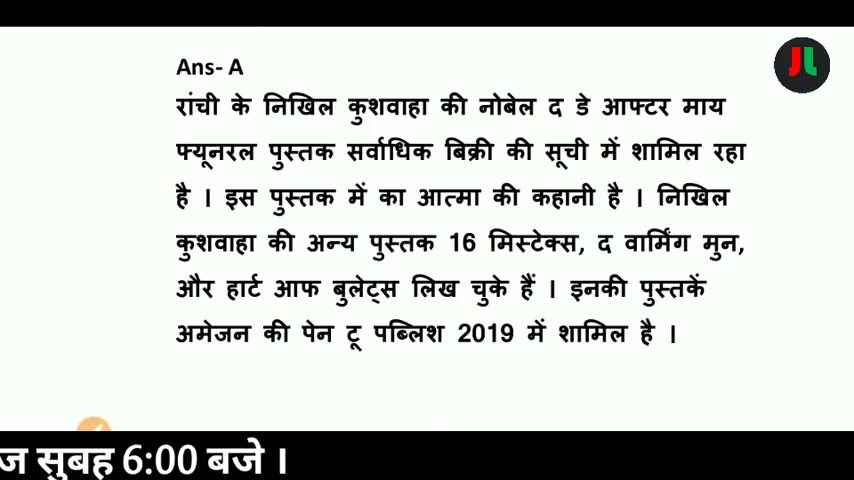 Ans- A
रांची के निखिल कुशवाहा की नोबेल द डे आफ्टर माय
फ्यूनरल पुस्तक सर्वाधिक बिक्री की सूची में शामिल रहा
है । इस पुस्तक में का आत्मा की कहानी है । निखिल
कुशवाहा की अन्य पुस्तक 16 मिस्टेक्स, द वार्मिंग मुन,
और हार्ट आफ बुलेट्स लिख चुके हैं । इनकी पुस्तकें
अमेजन की पेन टू पब्लिश 2019 में शामिल है ।
JL
ज सुबह 6:00 बजे ।